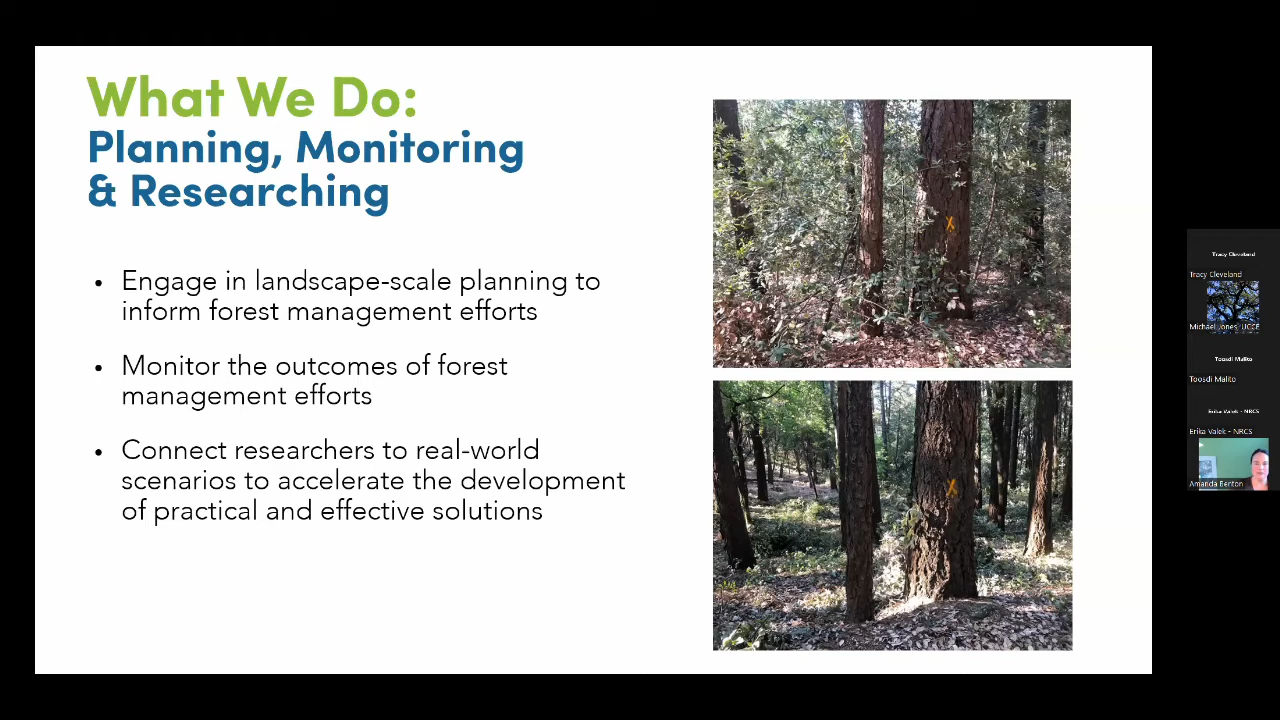 What We Do:
Planning, Monitoring
& Researching
• Engage in landscape-scale planning to
inform forest management efforts
• Monitor the outcomes of forest
management efforts
• Connect researchers to real-world
scenarios to accelerate the development
of practical and effective solutions
X
X
Tracy Cleveland
Tracy Cleveland
Michael Jones, UCCE
Toosdi Malito
Toosdi Malito
Erika Valek - NRCS
Erika Valek - NRCS
Amanda Benton